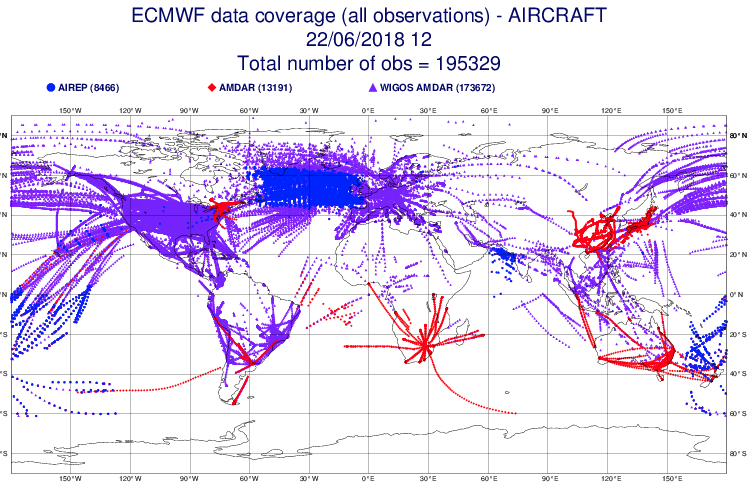 ECMWF data coverage (all observations) - AIRCRAFT
22/06/2018 12
Total number of obs = 195329
AIREP (8466) AMDAR (13191) WIGOS AMDAR (173672)
150°W 120°W 90°W 60°W 30°W 0°E 30°E 60°E 90°E 120°E 150°E
°N 80°N
°N 60°N
°N 40°N
°N 20°N
°N 0°N
°S 20°S
°S 40°S
°S 60°S
°S 80°S
150°W 120°W 90°W 60°W 30°W 0°E 30°E 60°E 90°E 120°E 150°E